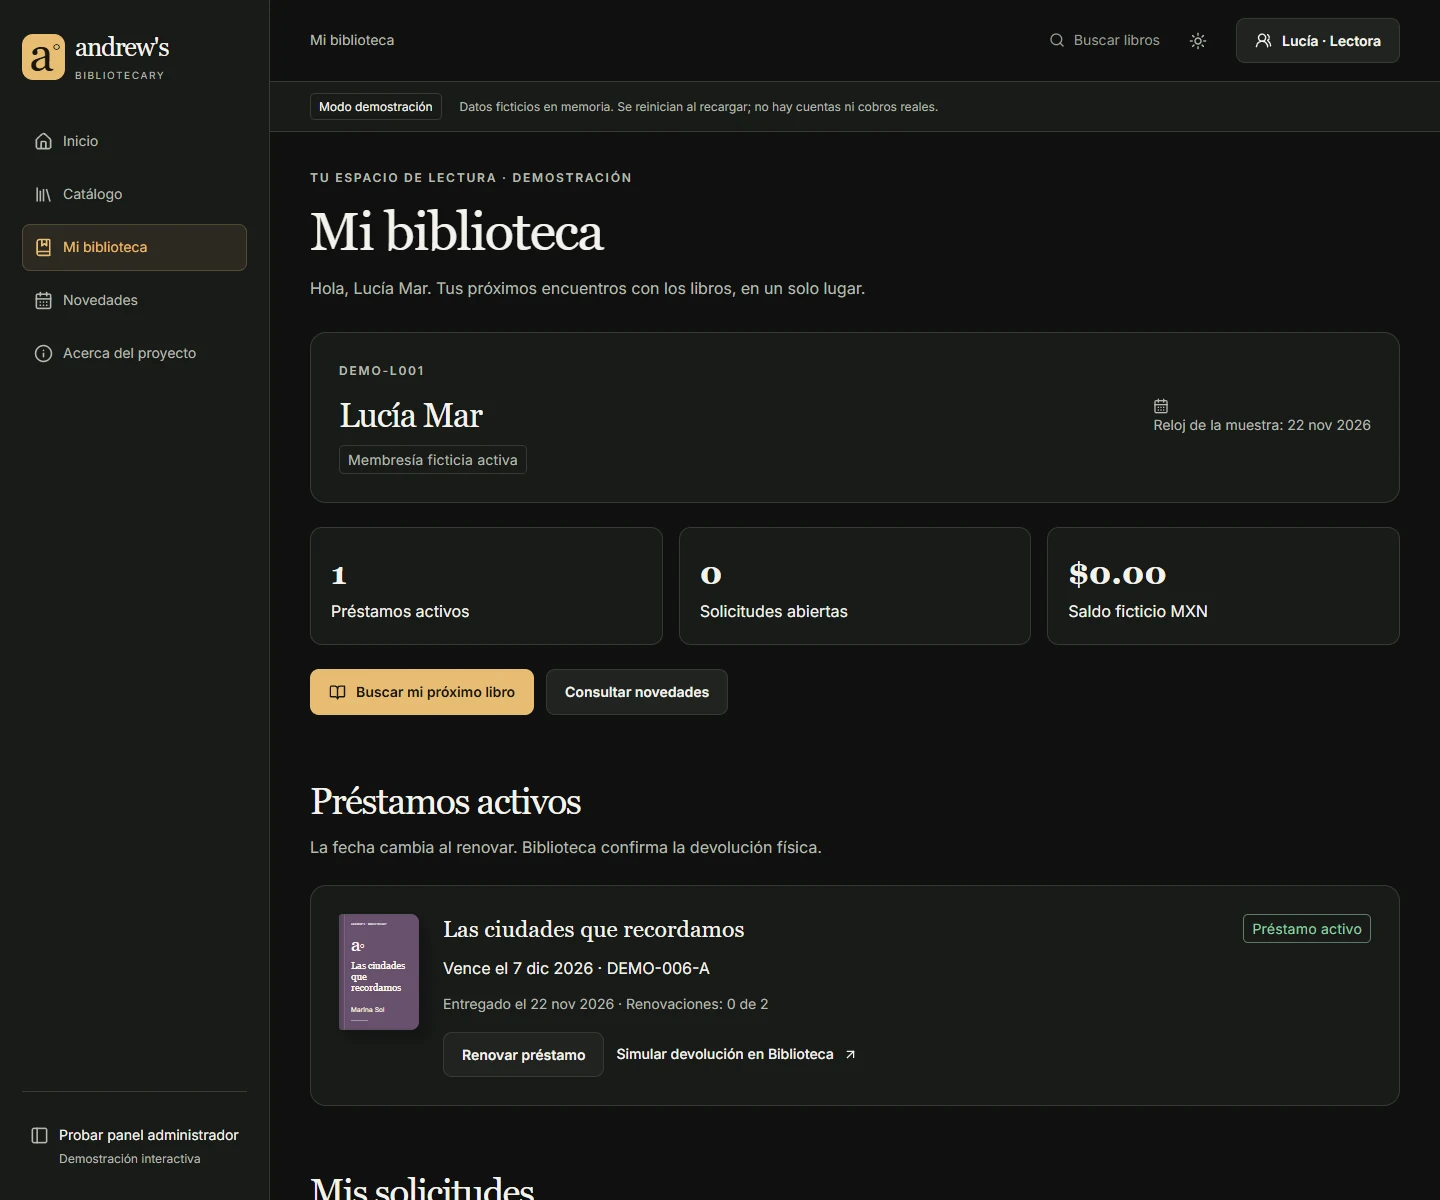 a°
andrew's
BIBLIOTECARY
Inicio
Catálogo
Mi biblioteca
Novedades
Acerca del proyecto
Probar panel administrador
Demostración interactiva
Mi biblioteca
Buscar libros
Lucía · Lectora
Modo demostración
Datos ficticios en memoria. Se reinician al recargar; no hay cuentas ni cobros reales.
TU ESPACIO DE LECTURA · DEMOSTRACIÓN
Mi biblioteca
Hola, Lucía Mar. Tus próximos encuentros con los libros, en un solo lugar.
DEMO-L001
Lucía Mar
Membresía ficticia activa
Reloj de la muestra: 22 nov 2026
1
Préstamos activos
0
Solicitudes abiertas
$0.00
Saldo ficticio MXN
Buscar mi próximo libro
Consultar novedades
Préstamos activos
La fecha cambia al renovar. Biblioteca confirma la devolución física.
a°
Las ciudades
que
recordamos
Marina Sol
Las ciudades que recordamos
Préstamo activo
Vence el 7 dic 2026 · DEMO-006-A
Entregado el 22 nov 2026 · Renovaciones: 0 de 2
Renovar préstamo
Simular devolución en Biblioteca
Mis solicitudes